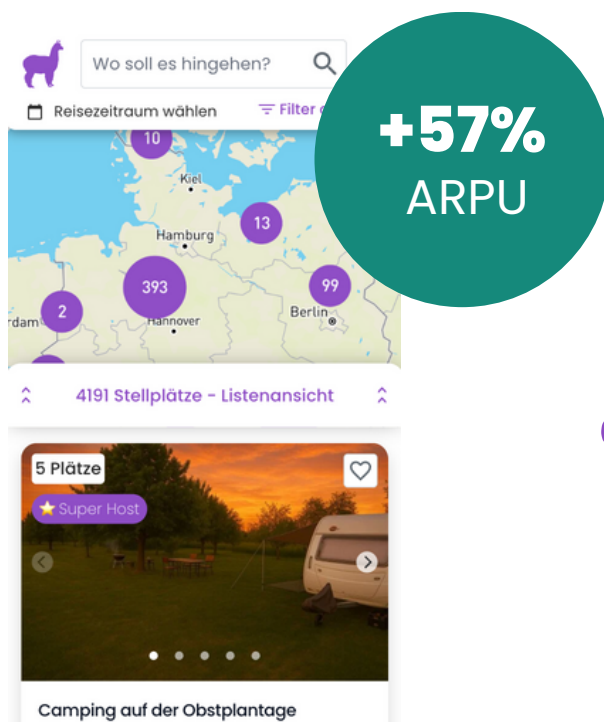 Wo soll es hingehen?
Reisezeitraum wählen
Filter
+57%
ARPU
10
Kiel
13
Hamburg
393
99
2
Berlin
rdam
Hannover
4191 Stellplätze - Listenansicht
5 Plätze
Super Host
Camping auf der Obstplantage